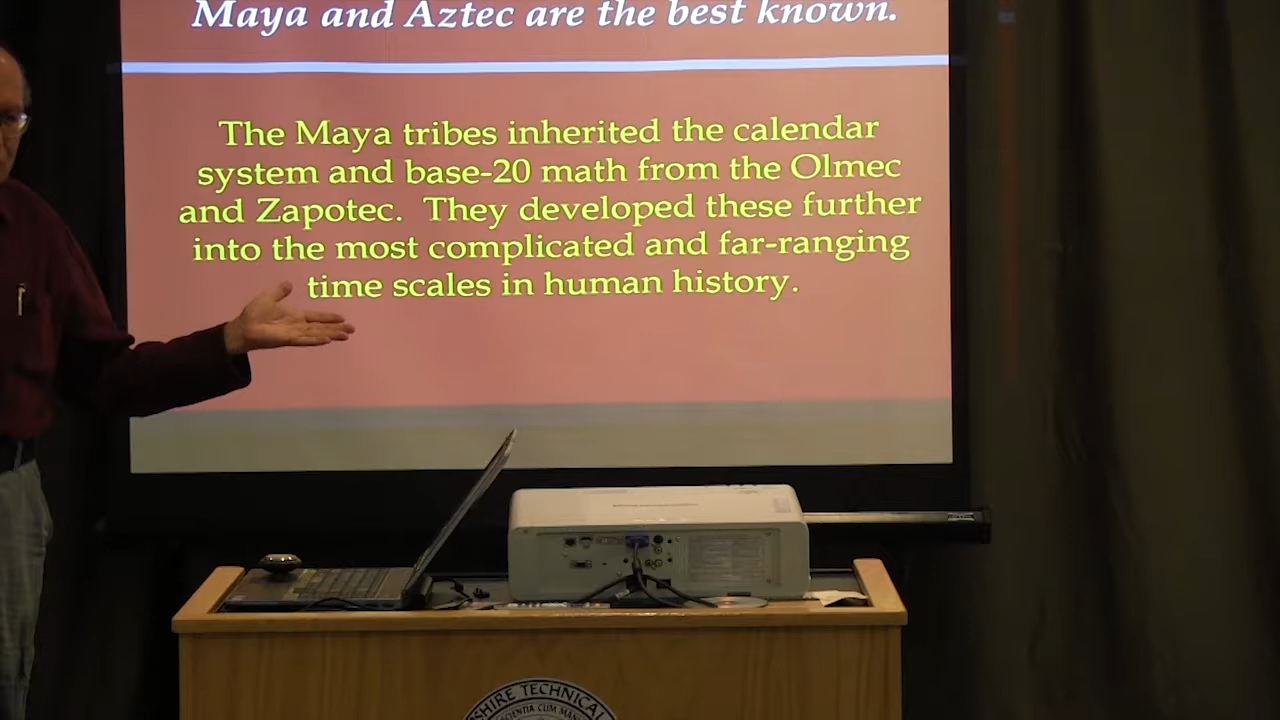 Maya and Aztec are the best known.
The Maya tribes inherited the calendar
system and base-20 math from the Olmec
and Zapotec. They developed these further
into the most complicated and far-ranging
time scales in human history.
SHIRE TECHNICAL
SCIENTIA CUM